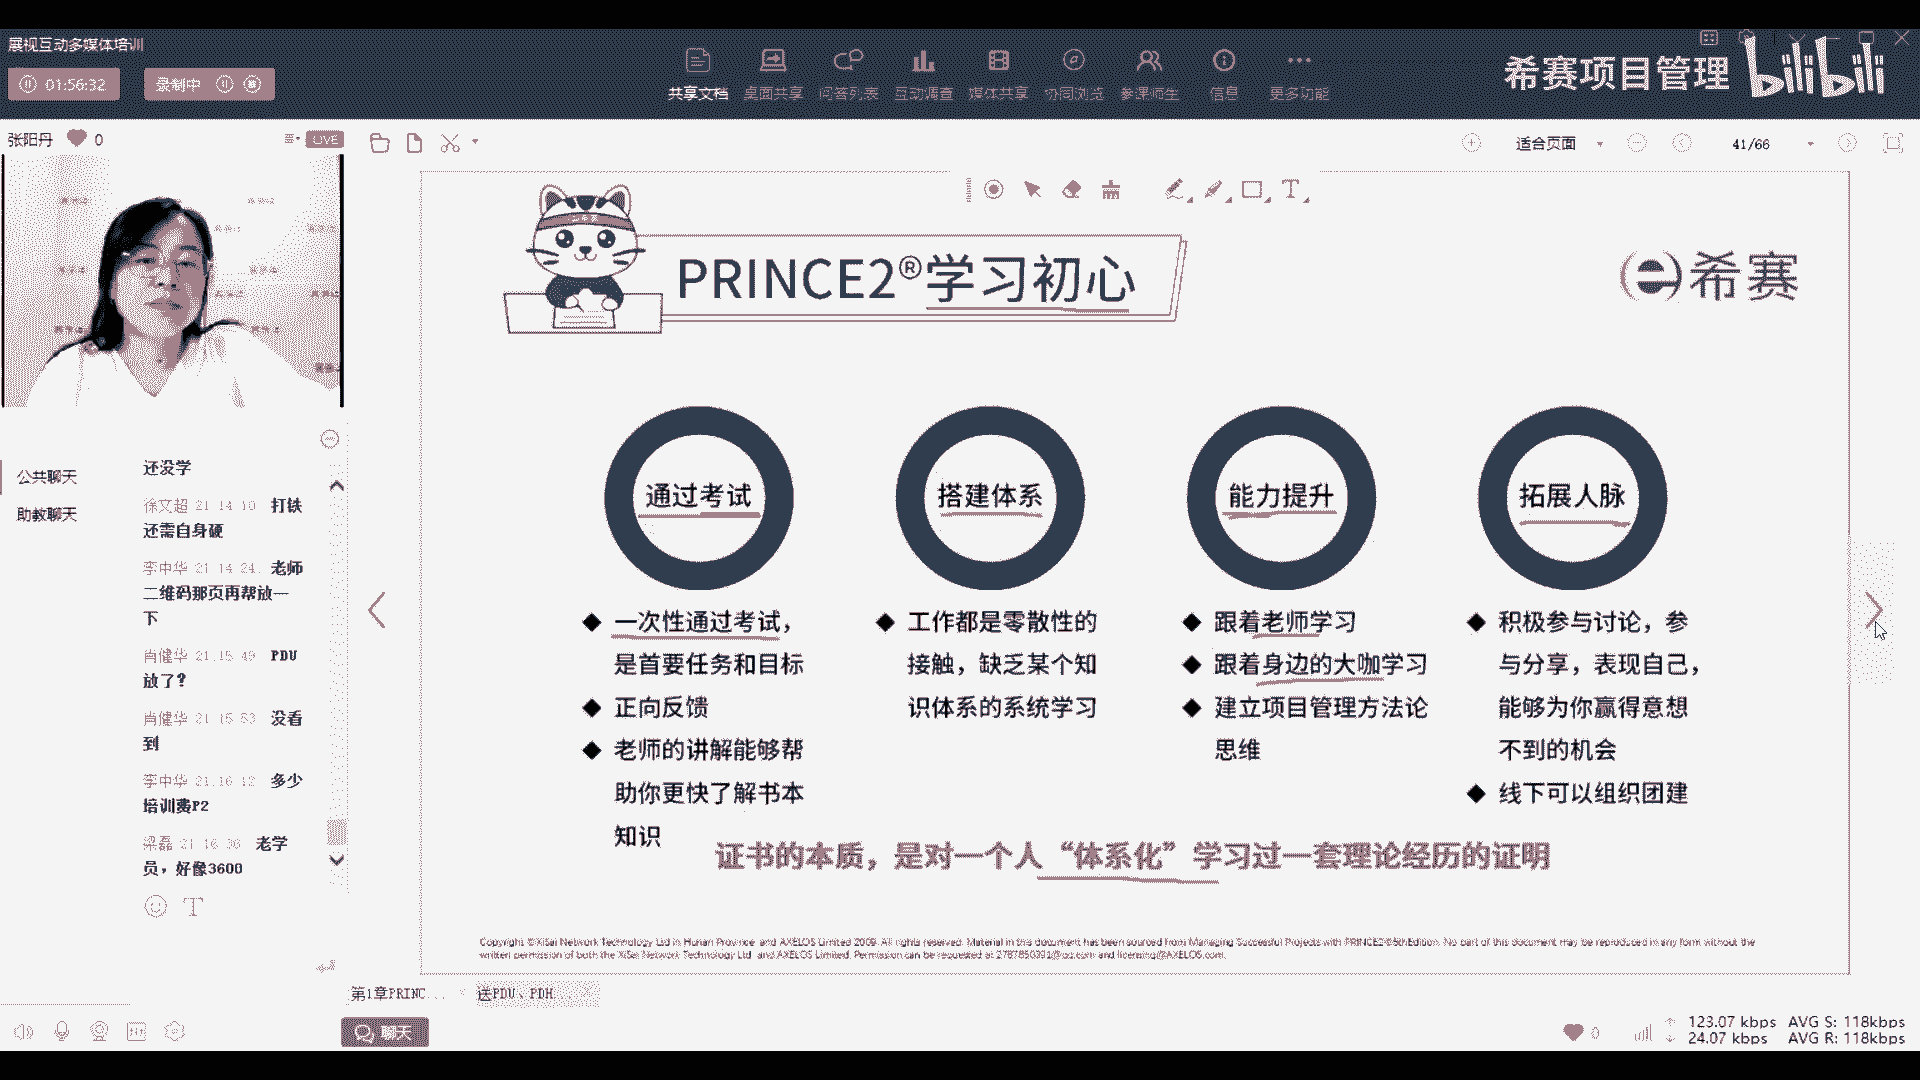 展视互动多媒体培训
01:56:32
录制中
共享文档
桌面共享
问答列表
互动调查
媒体共享
协同浏览
参课师生
信息
更多功能
希赛项目管理 bilibili
张阳丹 0
LIVE
适合页面
41/66
PRINCE2®学习初心
希赛
通过考试
搭建体系
能力提升
拓展人脉
◆ 一次性通过考试，
是首要任务和目标
◆ 正向反馈
◆ 老师的讲解能够帮
助你更快了解书本
知识
◆ 工作都是零散性的
接触，缺乏某个知
识体系的系统学习
◆ 跟着老师学习
◆ 跟着身边的大咖学习
◆ 建立项目管理方法论
思维
◆ 积极参与讨论，参
与分享，表现自己，
能够为你赢得意想
不到的机会
◆ 线下可以组织团建
证书的本质，是对一个人“体系化”学习过一套理论经历的证明
Copyright ©XiSai Network Technology Ltd in Hunan Province and AXELOS Limited 2009. All rights reserved. Material in this document has been sourced from Managing Successful Projects with PRINCE2® 6th Edition. No part of this document may be reproduced in any form without the
written permission of both the XiSai Network Technology Ltd and AXELOS Limited. Permission can be requested at
公共聊天
助教聊天
还没学
徐文超 21:14:10 打铁
还需自身硬
李中华 21:14:24 老师
二维码那页再帮放一
下
肖健华 21:15:49 PDU
放了？
肖健华 21:15:53 没看
到
李中华 21:16:12 多少
培训费P2
梁磊 21:16:36 老学
员，好像3600
第1章PRINC...
送PDU、PDH...
聊天
0
123.07 kbps AVG S: 118kbps
24.07 kbps AVG R: 118kbps